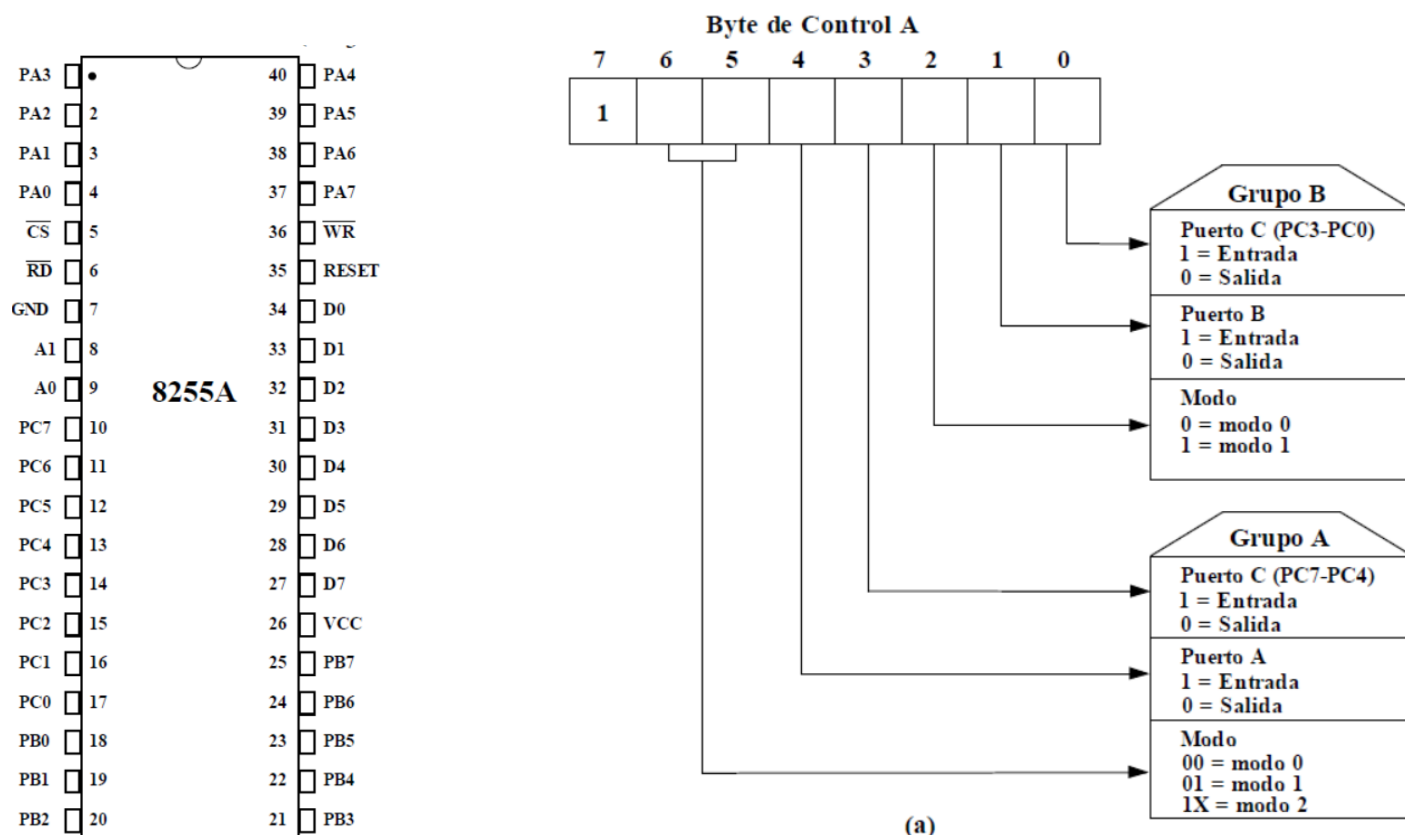 PA3 40 PA4
PA2 2 39 PA5
PA1 3 38 PA6
PA0 4 37 PA7
CS 5 36 WR
RD 6 35 RESET
GND 7 34 D0
A1 8 33 D1
A0 9 8255A 32 D2
PC7 10 31 D3
PC6 11 30 D4
PC5 12 29 D5
PC4 13 28 D6
PC3 14 27 D7
PC2 15 26 VCC
PC1 16 25 PB7
PC0 17 24 PB6
PB0 18 23 PB5
PB1 19 22 PB4
PB2 20 21 PB3
Byte de Control A
7 6 5 4 3 2 1 0
1
Grupo B
Puerto C (PC3-PC0)
1 = Entrada
0 = Salida
Puerto B
1 = Entrada
0 = Salida
Modo
0 = modo 0
1 = modo 1
Grupo A
Puerto C (PC7-PC4)
1 = Entrada
0 = Salida
Puerto A
1 = Entrada
0 = Salida
Modo
00 = modo 0
01 = modo 1
1X = modo 2
(a)